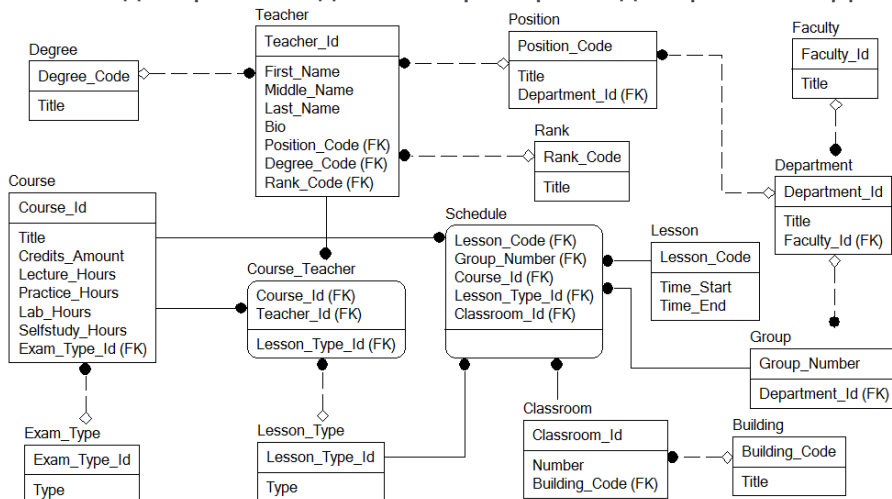 Teacher
Teacher_Id
First_Name
Middle_Name
Last_Name
Bio
Position_Code (FK)
Degree_Code (FK)
Rank_Code (FK)
Position
Position_Code
Title
Department_Id (FK)
Faculty
Faculty_Id
Title
Degree
Degree_Code
Title
Rank
Rank_Code
Title
Department
Department_Id
Title
Faculty_Id (FK)
Course
Course_Id
Title
Credits_Amount
Lecture_Hours
Practice_Hours
Lab_Hours
Selfstudy_Hours
Exam_Type_Id (FK)
Course_Teacher
Course_Id (FK)
Teacher_Id (FK)
Lesson_Type_Id (FK)
Schedule
Lesson_Code (FK)
Group_Number (FK)
Course_Id (FK)
Lesson_Type_Id (FK)
Classroom_Id (FK)
Lesson
Lesson_Code
Time_Start
Time_End
Group
Group_Number
Department_Id (FK)
Exam_Type
Exam_Type_Id
Type
Lesson_Type
Lesson_Type_Id
Type
Classroom
Classroom_Id
Number
Building_Code (FK)
Building
Building_Code
Title